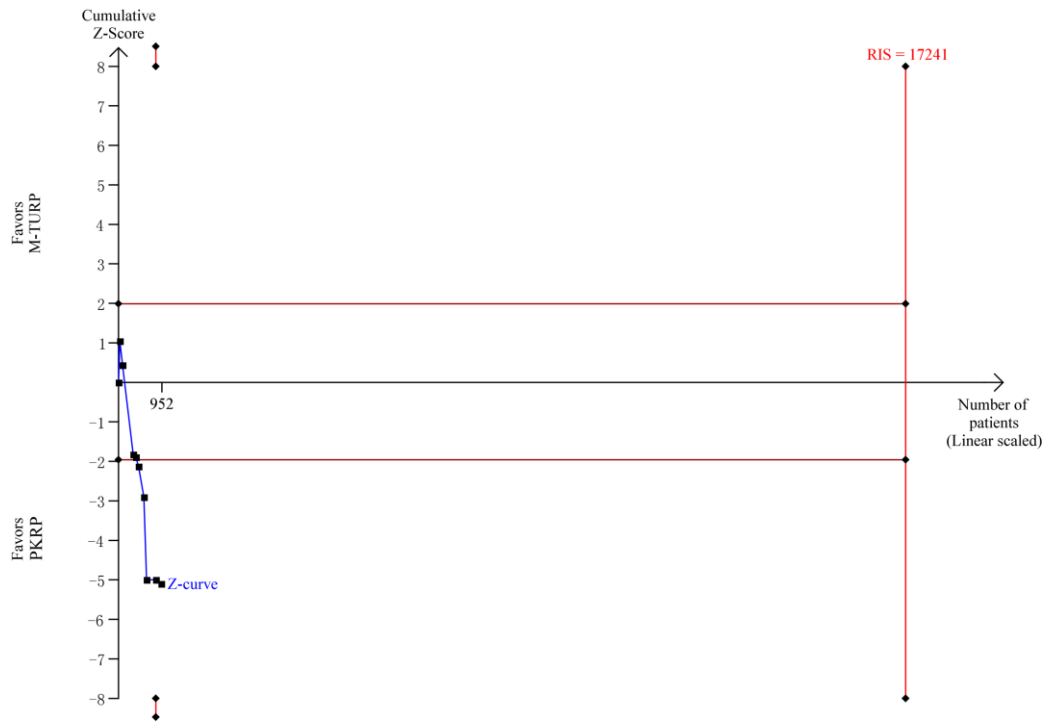 Cumulative
Z-Score
RIS = 17241
8
7
6
5
4
3
2
1
-1
-2
-3
-4
-5
-6
-7
-8
Favors
M-TURP
Favors
PKRP
952
Number of
patients
(Linear scaled)
Z-curve